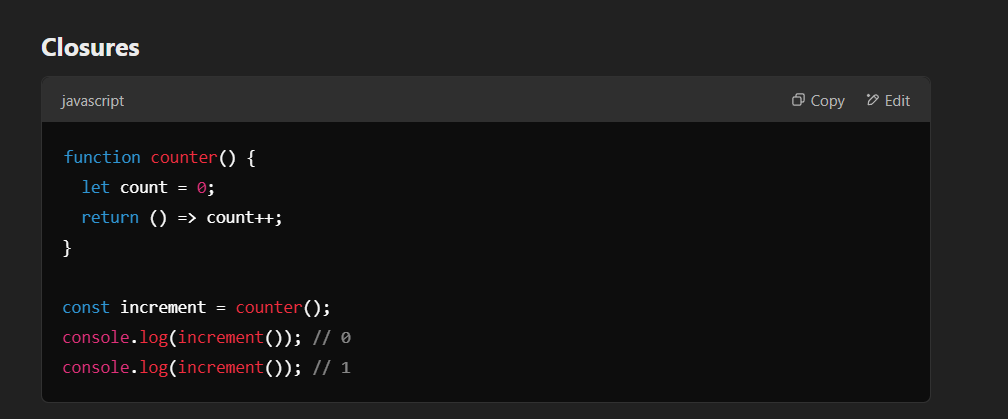 Closures
javascript Copy Edit
function counter() {
  let count = 0;
  return () => count++;
}

const increment = counter();
console.log(increment()); // 0
console.log(increment()); // 1